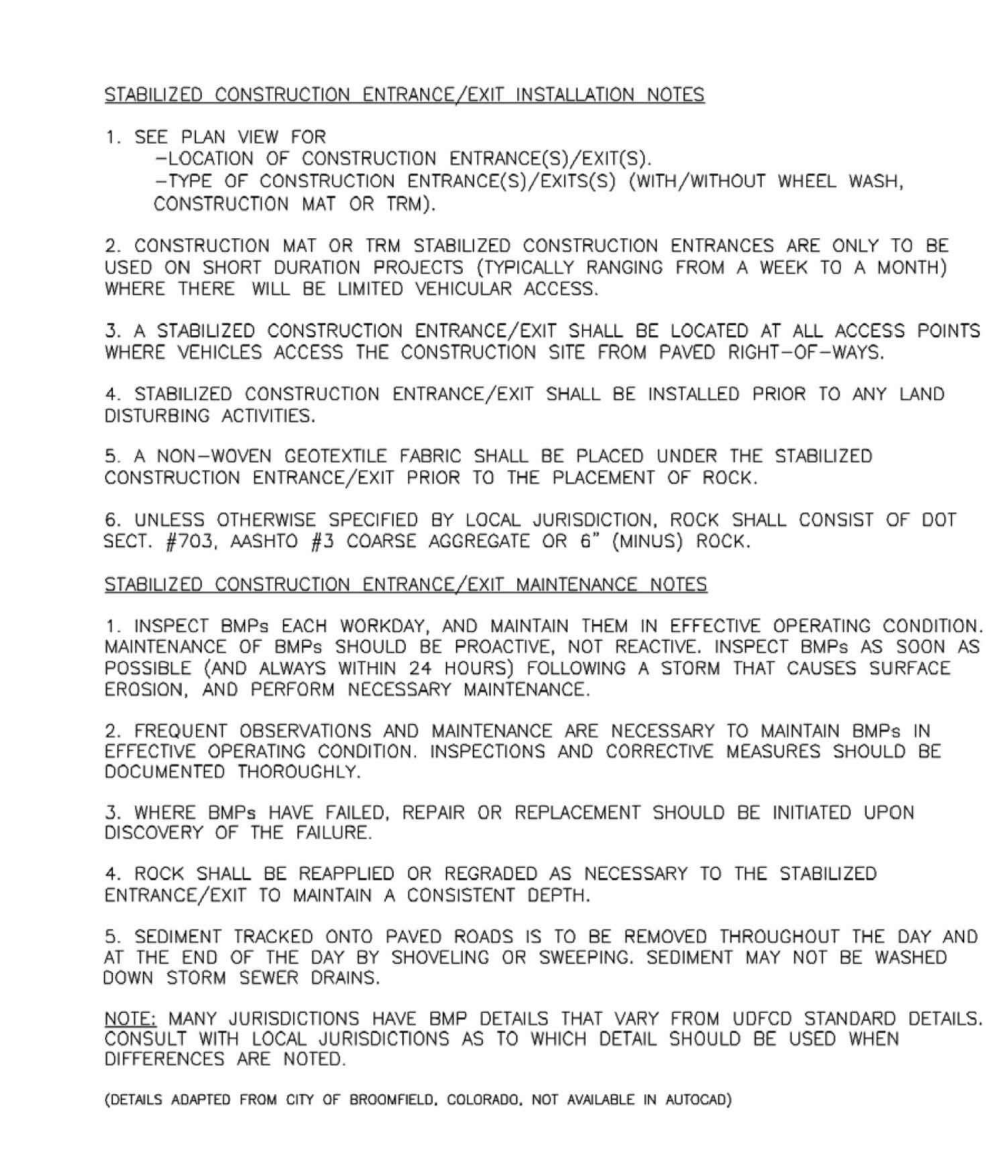 STABILIZED CONSTRUCTION ENTRANCE/EXIT INSTALLATION NOTES
1. SEE PLAN VIEW FOR
-LOCATION OF CONSTRUCTION ENTRANCE(S)/EXIT(S).
-TYPE OF CONSTRUCTION ENTRANCE(S)/EXITS(S) (WITH/WITHOUT WHEEL WASH,
CONSTRUCTION MAT OR TRM).
2. CONSTRUCTION MAT OR TRM STABILIZED CONSTRUCTION ENTRANCES ARE ONLY TO BE
USED ON SHORT DURATION PROJECTS (TYPICALLY RANGING FROM A WEEK TO A MONTH)
WHERE THERE WILL BE LIMITED VEHICULAR ACCESS.
3. A STABILIZED CONSTRUCTION ENTRANCE/EXIT SHALL BE LOCATED AT ALL ACCESS POINTS
WHERE VEHICLES ACCESS THE CONSTRUCTION SITE FROM PAVED RIGHT-OF-WAYS.
4. STABILIZED CONSTRUCTION ENTRANCE/EXIT SHALL BE INSTALLED PRIOR TO ANY LAND
DISTURBING ACTIVITIES.
5. A NON-WOVEN GEOTEXTILE FABRIC SHALL BE PLACED UNDER THE STABILIZED
CONSTRUCTION ENTRANCE/EXIT PRIOR TO THE PLACEMENT OF ROCK.
6. UNLESS OTHERWISE SPECIFIED BY LOCAL JURISDICTION, ROCK SHALL CONSIST OF DOT
SECT. #703, AASHTO #3 COARSE AGGREGATE OR 6" (MINUS) ROCK.
STABILIZED CONSTRUCTION ENTRANCE/EXIT MAINTENANCE NOTES
1. INSPECT BMPs EACH WORKDAY, AND MAINTAIN THEM IN EFFECTIVE OPERATING CONDITION.
MAINTENANCE OF BMPs SHOULD BE PROACTIVE, NOT REACTIVE. INSPECT BMPs AS SOON AS
POSSIBLE (AND ALWAYS WITHIN 24 HOURS) FOLLOWING A STORM THAT CAUSES SURFACE
EROSION, AND PERFORM NECESSARY MAINTENANCE.
2. FREQUENT OBSERVATIONS AND MAINTENANCE ARE NECESSARY TO MAINTAIN BMPs IN
EFFECTIVE OPERATING CONDITION. INSPECTIONS AND CORRECTIVE MEASURES SHOULD BE
DOCUMENTED THOROUGHLY.
3. WHERE BMPs HAVE FAILED, REPAIR OR REPLACEMENT SHOULD BE INITIATED UPON
DISCOVERY OF THE FAILURE.
4. ROCK SHALL BE REAPPLIED OR REGRADED AS NECESSARY TO THE STABILIZED
ENTRANCE/EXIT TO MAINTAIN A CONSISTENT DEPTH.
5. SEDIMENT TRACKED ONTO PAVED ROADS IS TO BE REMOVED THROUGHOUT THE DAY AND
AT THE END OF THE DAY BY SHOVELING OR SWEEPING. SEDIMENT MAY NOT BE WASHED
DOWN STORM SEWER DRAINS.
NOTE: MANY JURISDICTIONS HAVE BMP DETAILS THAT VARY FROM UDFCD STANDARD DETAILS.
CONSULT WITH LOCAL JURISDICTIONS AS TO WHICH DETAIL SHOULD BE USED WHEN
DIFFERENCES ARE NOTED.
(DETAILS ADAPTED FROM CITY OF BROOMFIELD, COLORADO, NOT AVAILABLE IN AUTOCAD)